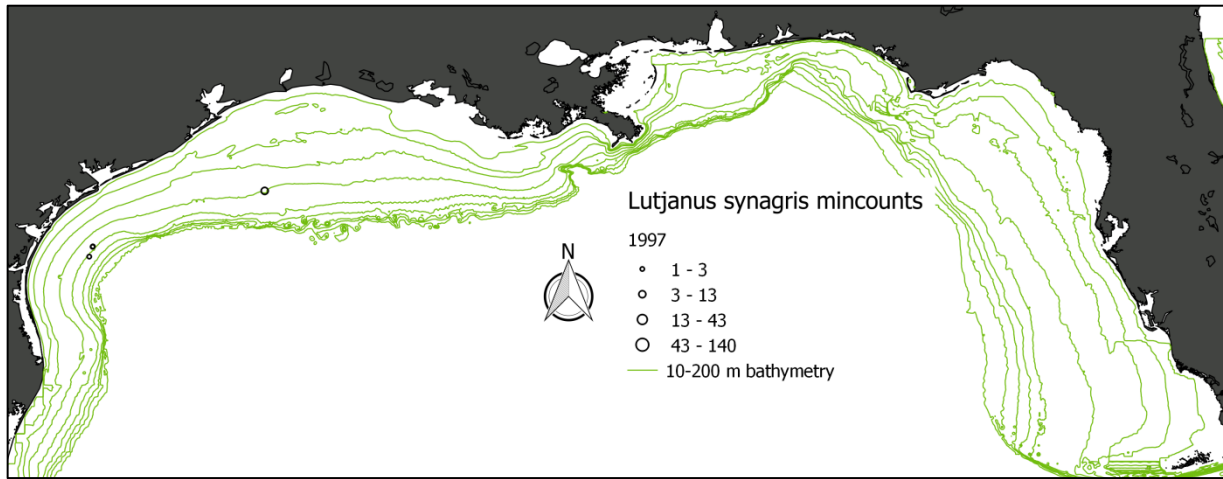 Lutjanus synagris mincounts
1997
N
1 - 3
3 - 13
13 - 43
43 - 140
10-200 m bathymetry